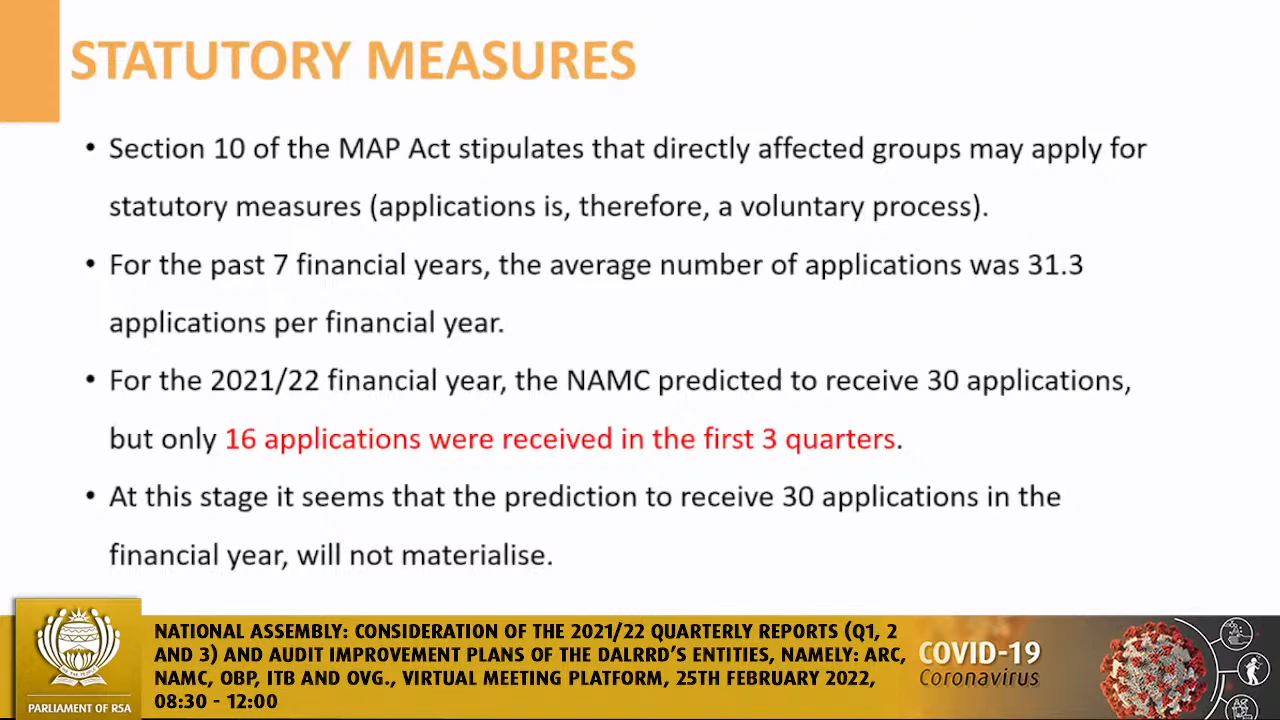 STATUTORY MEASURES
• Section 10 of the MAP Act stipulates that directly affected groups may apply for
statutory measures (applications is, therefore, a voluntary process).
• For the past 7 financial years, the average number of applications was 31.3
applications per financial year.
• For the 2021/22 financial year, the NAMC predicted to receive 30 applications,
but only 16 applications were received in the first 3 quarters.
• At this stage it seems that the prediction to receive 30 applications in the
financial year, will not materialise.
PARLIAMENT OF RSA
NATIONAL ASSEMBLY: CONSIDERATION OF THE 2021/22 QUARTERLY REPORTS (Q1, 2
AND 3) AND AUDIT IMPROVEMENT PLANS OF THE DALRRD'S ENTITIES, NAMELY: ARC,
NAMC, OBP, ITB AND OVG., VIRTUAL MEETING PLATFORM, 25TH FEBRUARY 2022,
08:30 - 12:00
COVID-19
Coronavirus